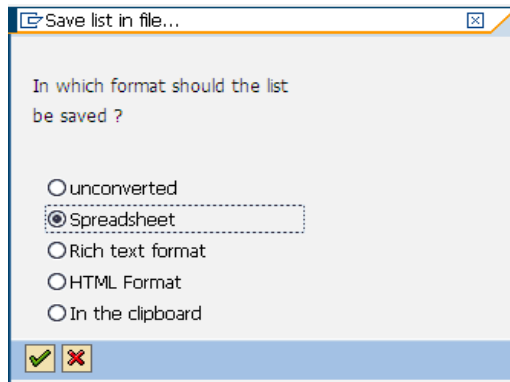 Save list in file...
In which format should the list
be saved ?
unconverted
Spreadsheet
Rich text format
HTML Format
In the clipboard